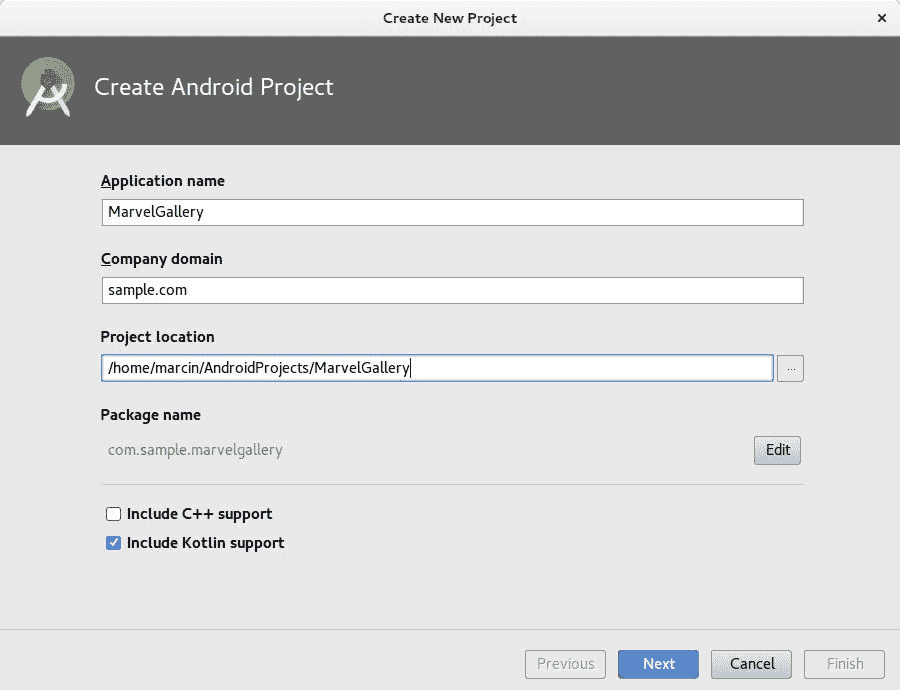 Create New Project
Create Android Project
Application name
MarvelGallery
Company domain
sample.com
Project location
/home/marcin/AndroidProjects/MarvelGallery
...
Package name
com.sample.marvelgallery
Edit
Include C++ support
Include Kotlin support
Previous Next Cancel Finish